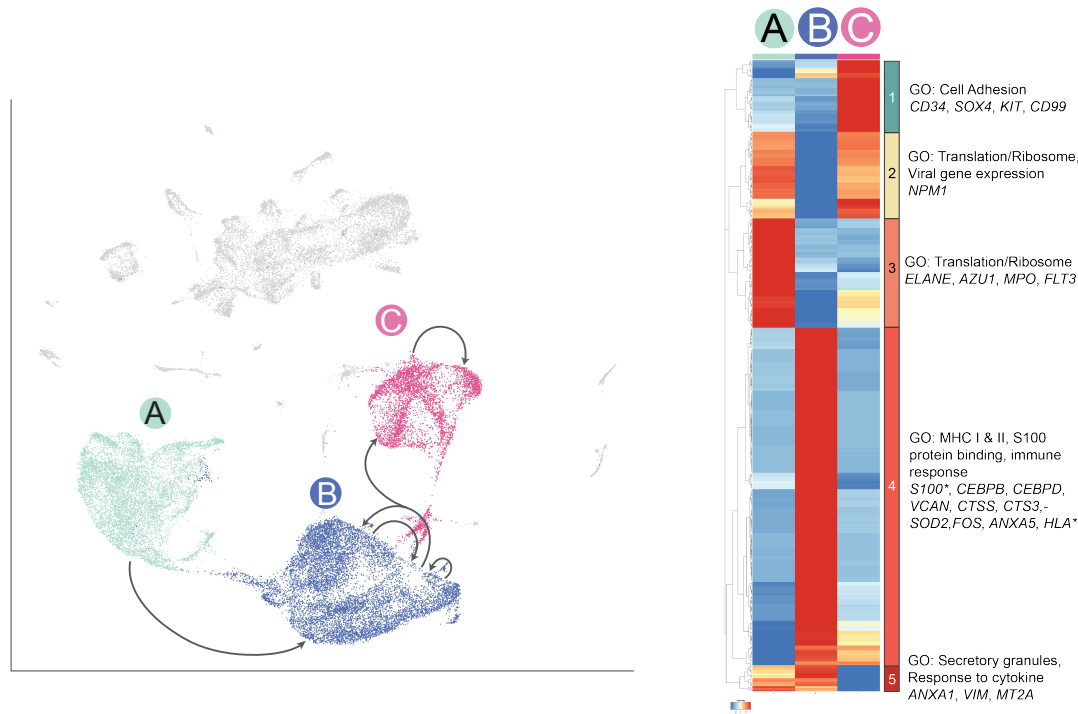 A B C
C
A
B
1
GO: Cell Adhesion
CD34, SOX4, KIT, CD99
2
GO: Translation/Ribosome,
Viral gene expression
NPM1
3
GO: Translation/Ribosome
ELANE, AZU1, MPO, FLT3
4
GO: MHC I & II, S100
protein binding, immune
response
S100*, CEBPB, CEBPD,
VCAN, CTSS, CTS3,-
SOD2,FOS, ANXA5, HLA*
5
GO: Secretory granules,
Response to cytokine
ANXA1, VIM, MT2A